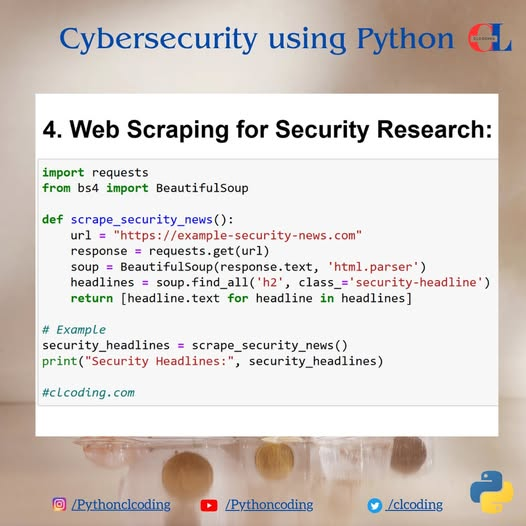 Cybersecurity using Python
CL
CLCODING
4. Web Scraping for Security Research:
import requests
from bs4 import BeautifulSoup
def scrape_security_news():
    url = "https://example-security-news.com"
    response = requests.get(url)
    soup = BeautifulSoup(response.text, 'html.parser')
    headlines = soup.find_all('h2', class_='security-headline')
    return [headline.text for headline in headlines]
# Example
security_headlines = scrape_security_news()
print("Security Headlines:", security_headlines)
#clcoding.com
/Pythonclcoding
/Pythoncoding
/clcoding